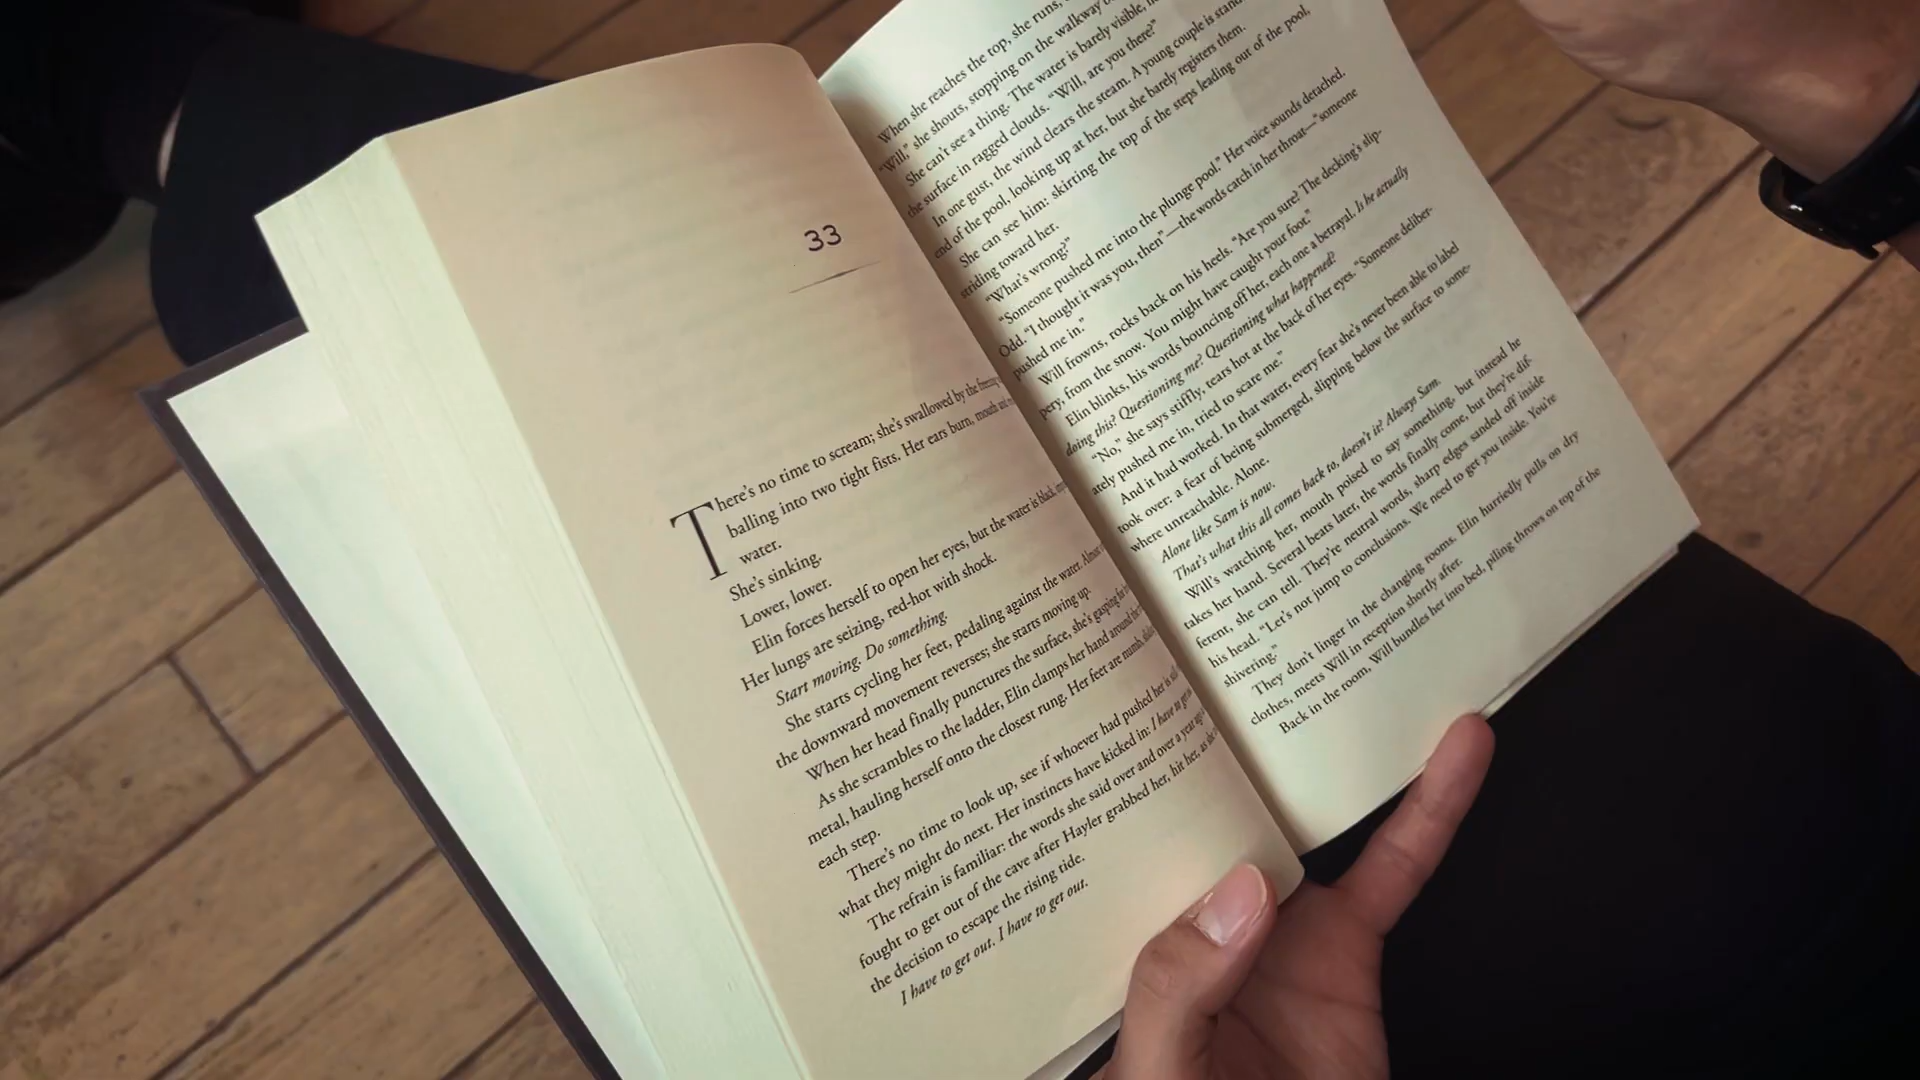 33
There's no time to scream; she's swallowed by the
balling into two tight fists. Her ears burn, mouth and
water.
She's sinking.
Lower, lower.
Elin forces herself to open her eyes, but the water is black,
Her lungs are seizing, red-hot with shock.
Start moving. Do something.
She starts cycling her feet, pedaling against the water. Almost
the downward movement reverses; she starts moving up.
When her head finally punctures the surface, she's gasping for
As she scrambles to the ladder, Elin clamps her hand around the
metal, hauling herself onto the closest rung. Her feet are numb,
each step.
There's no time to look up, see if whoever had pushed her is
what they might do next. Her instincts have kicked in: I have to get
The refrain is familiar: the words she said over and over a year ago
fought to get out of the cave after Hayler grabbed her, hit her, as she
the decision to escape the rising tide.
I have to get out. I have to get out.
When she reaches the top, she runs,
"Will," she shouts, stopping on the walkway
She can't see a thing. The water is barely visible,
the surface in ragged clouds. "Will, are you there?"
In one gust, the wind clears the steam. A young couple is
end of the pool, looking up at her, but she barely registers them.
She can see him: skirting the top of the steps leading out of the pool,
striding toward her.
"What's wrong?"
"Someone pushed me into the plunge pool." Her voice sounds detached.
Odd. "I thought it was you, then"—the words catch in her throat—"someone
pushed me in."
Will frowns, rocks back on his heels. "Are you sure? The decking's slip-
pery, from the snow. You might have caught your foot."
Elin blinks, his words bouncing off her, each one a betrayal. Is he actually
doing this? Questioning me? Questioning what happened?
"No," she says stiffly, tears hot at the back of her eyes. "Someone deliber-
ately pushed me in, tried to scare me."
And it had worked. In that water, every fear she's never been able to label
took over: a fear of being submerged, slipping below the surface to some-
where unreachable. Alone.
Alone like Sam is now.
That's what this all comes back to, doesn't it? Always Sam.
Will's watching her, mouth poised to say something, but instead he
takes her hand. Several beats later, the words finally come, but they're dif-
ferent, she can tell. They're neutral words, sharp edges sanded off inside
his head. "Let's not jump to conclusions. We need to get you inside. You're
shivering."
They don't linger in the changing rooms. Elin hurriedly pulls on dry
clothes, meets Will in reception shortly after.
Back in the room, Will bundles her into bed, piling throws on top of the